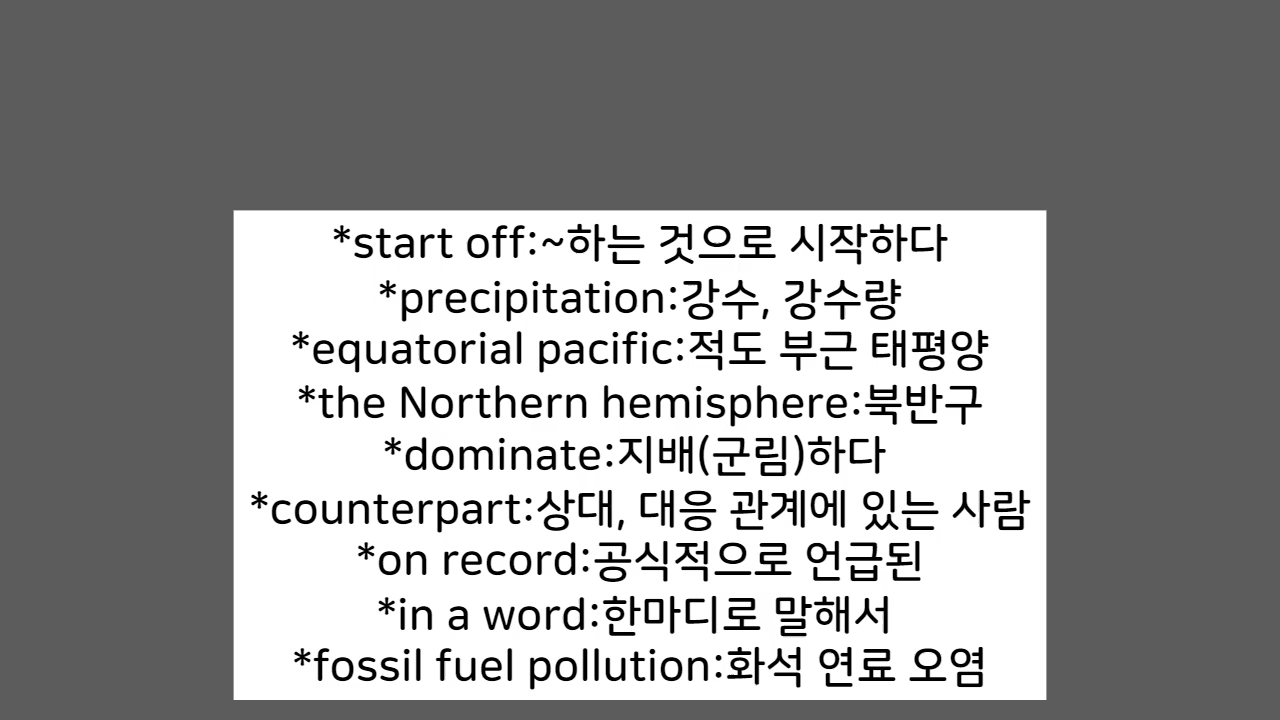 *start off:~하는 것으로 시작하다
*precipitation:강수, 강수량
*equatorial pacific:적도 부근 태평양
*the Northern hemisphere:북반구
*dominate:지배(군림)하다
*counterpart:상대, 대응 관계에 있는 사람
*on record:공식적으로 언급된
*in a word:한마디로 말해서
*fossil fuel pollution:화석 연료 오염